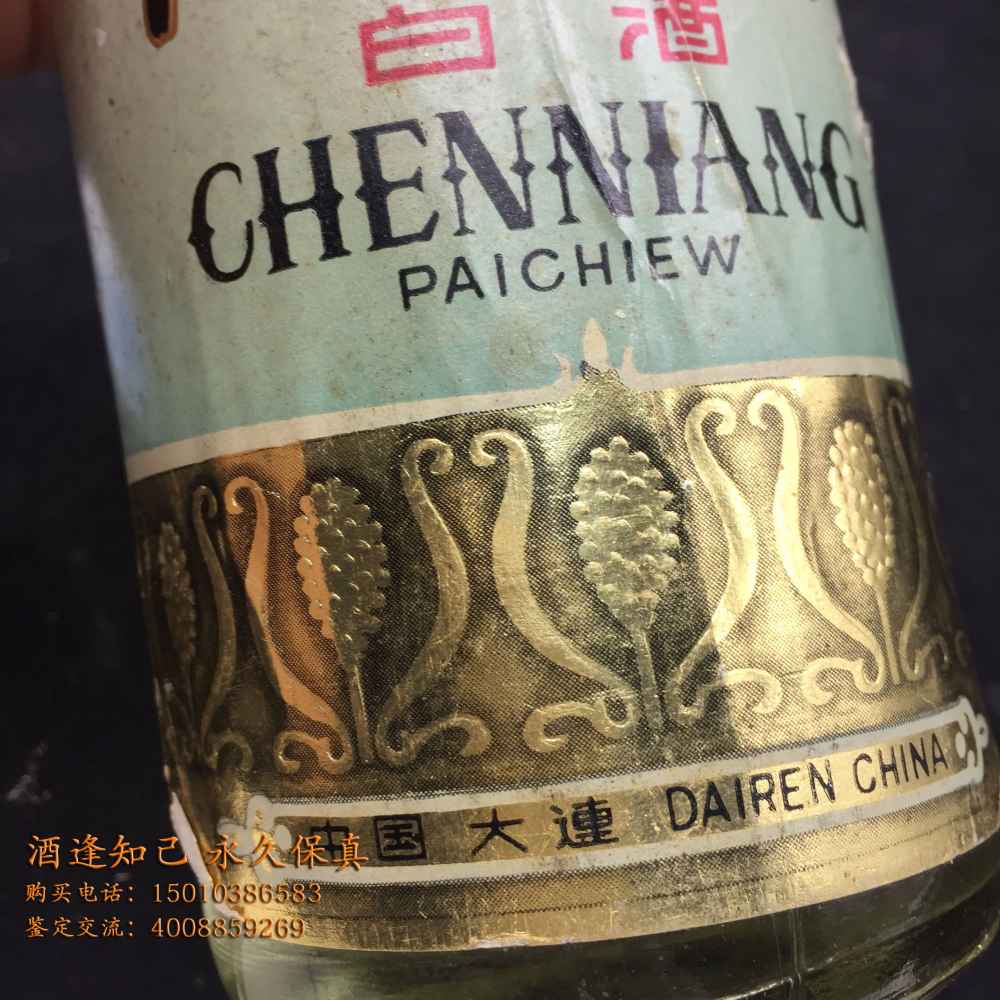 白酒
CHENNIANG
PAICHIEW
中国 大連 DAIREN CHINA
酒逢知己 永久保真
购买电话：15010386583
鉴定交流：4008859269